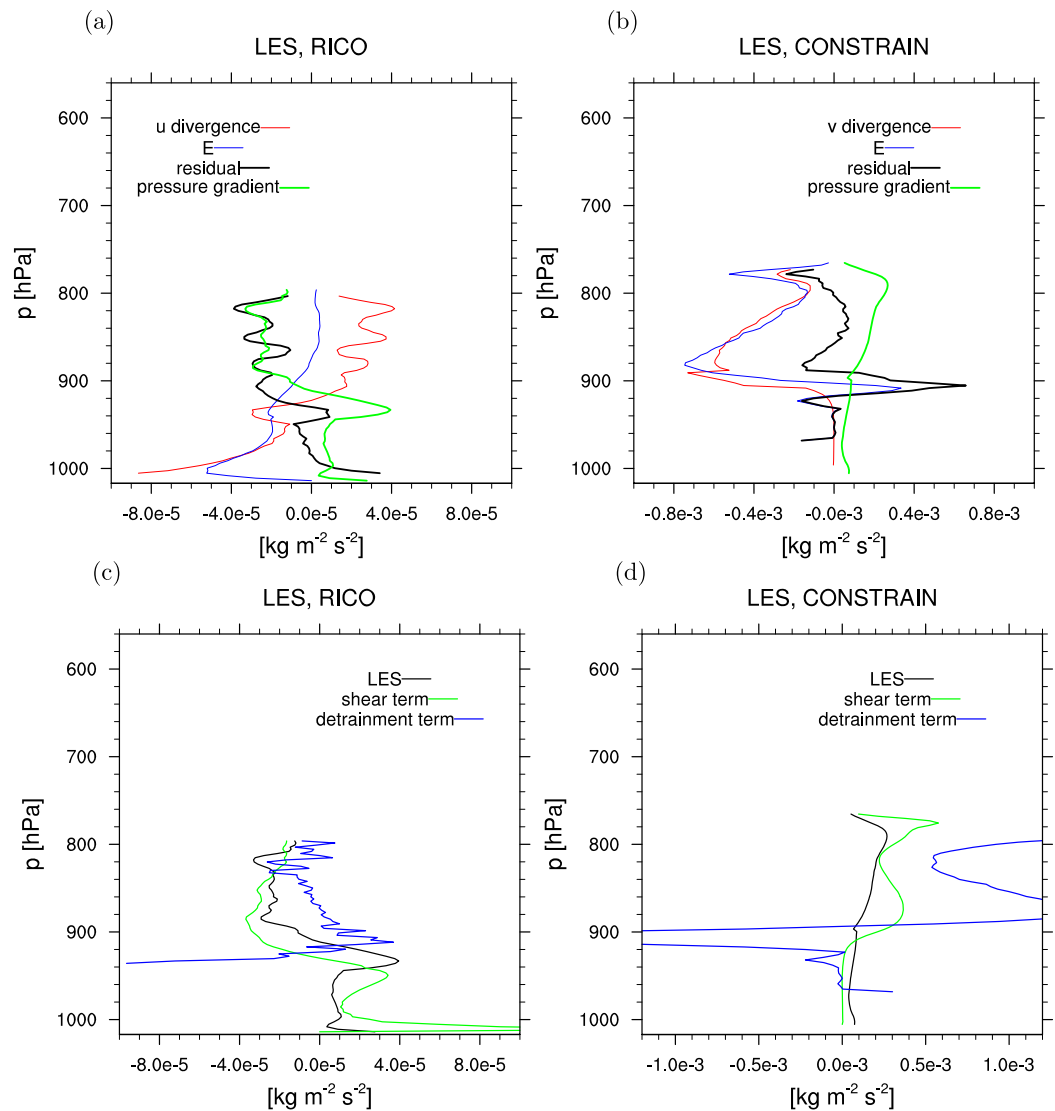 (a)
LES, RICO
u divergence
E
residual
pressure gradient
600
700
800
900
1000
p [hPa]
-8.0e-5 -4.0e-5 0.0e-5 4.0e-5 8.0e-5
[kg m-2 s-2]
(b)
LES, CONSTRAIN
v divergence
E
residual
pressure gradient
600
700
800
900
1000
p [hPa]
-0.8e-3 -0.4e-3 -0.0e-3 0.4e-3 0.8e-3
[kg m-2 s-2]
(c)
LES, RICO
LES
shear term
detrainment term
600
700
800
900
1000
p [hPa]
-8.0e-5 -4.0e-5 0.0e-5 4.0e-5 8.0e-5
[kg m-2 s-2]
(d)
LES, CONSTRAIN
LES
shear term
detrainment term
600
700
800
900
1000
p [hPa]
-1.0e-3 -0.5e-3 0.0e-3 0.5e-3 1.0e-3
[kg m-2 s-2]